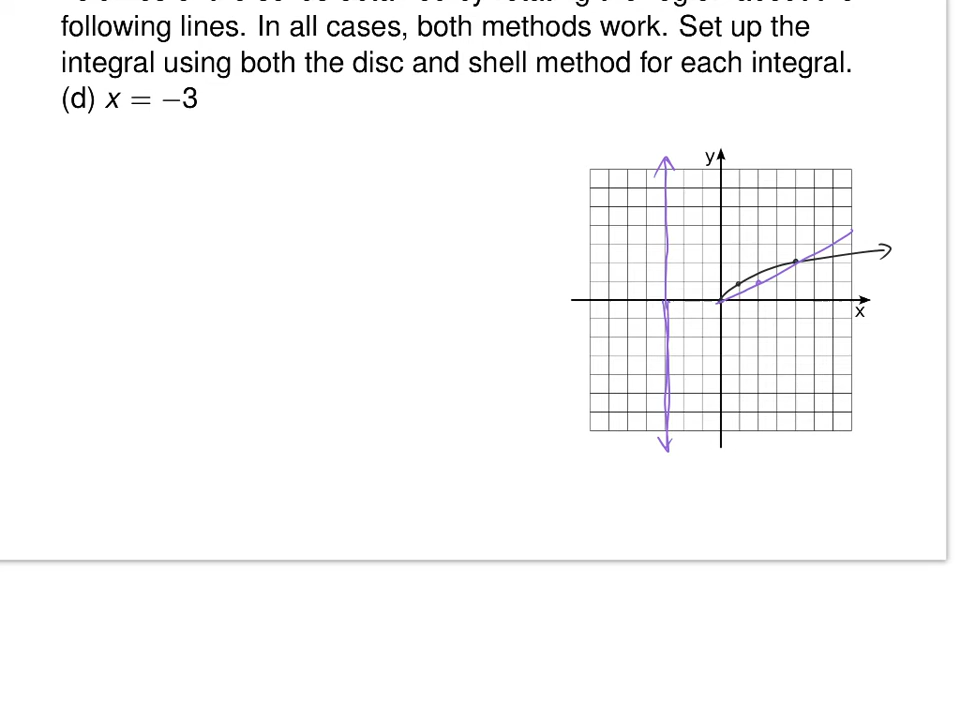 following lines. In all cases, both methods work. Set up the
integral using both the disc and shell method for each integral.
(d) x = −3
y
x